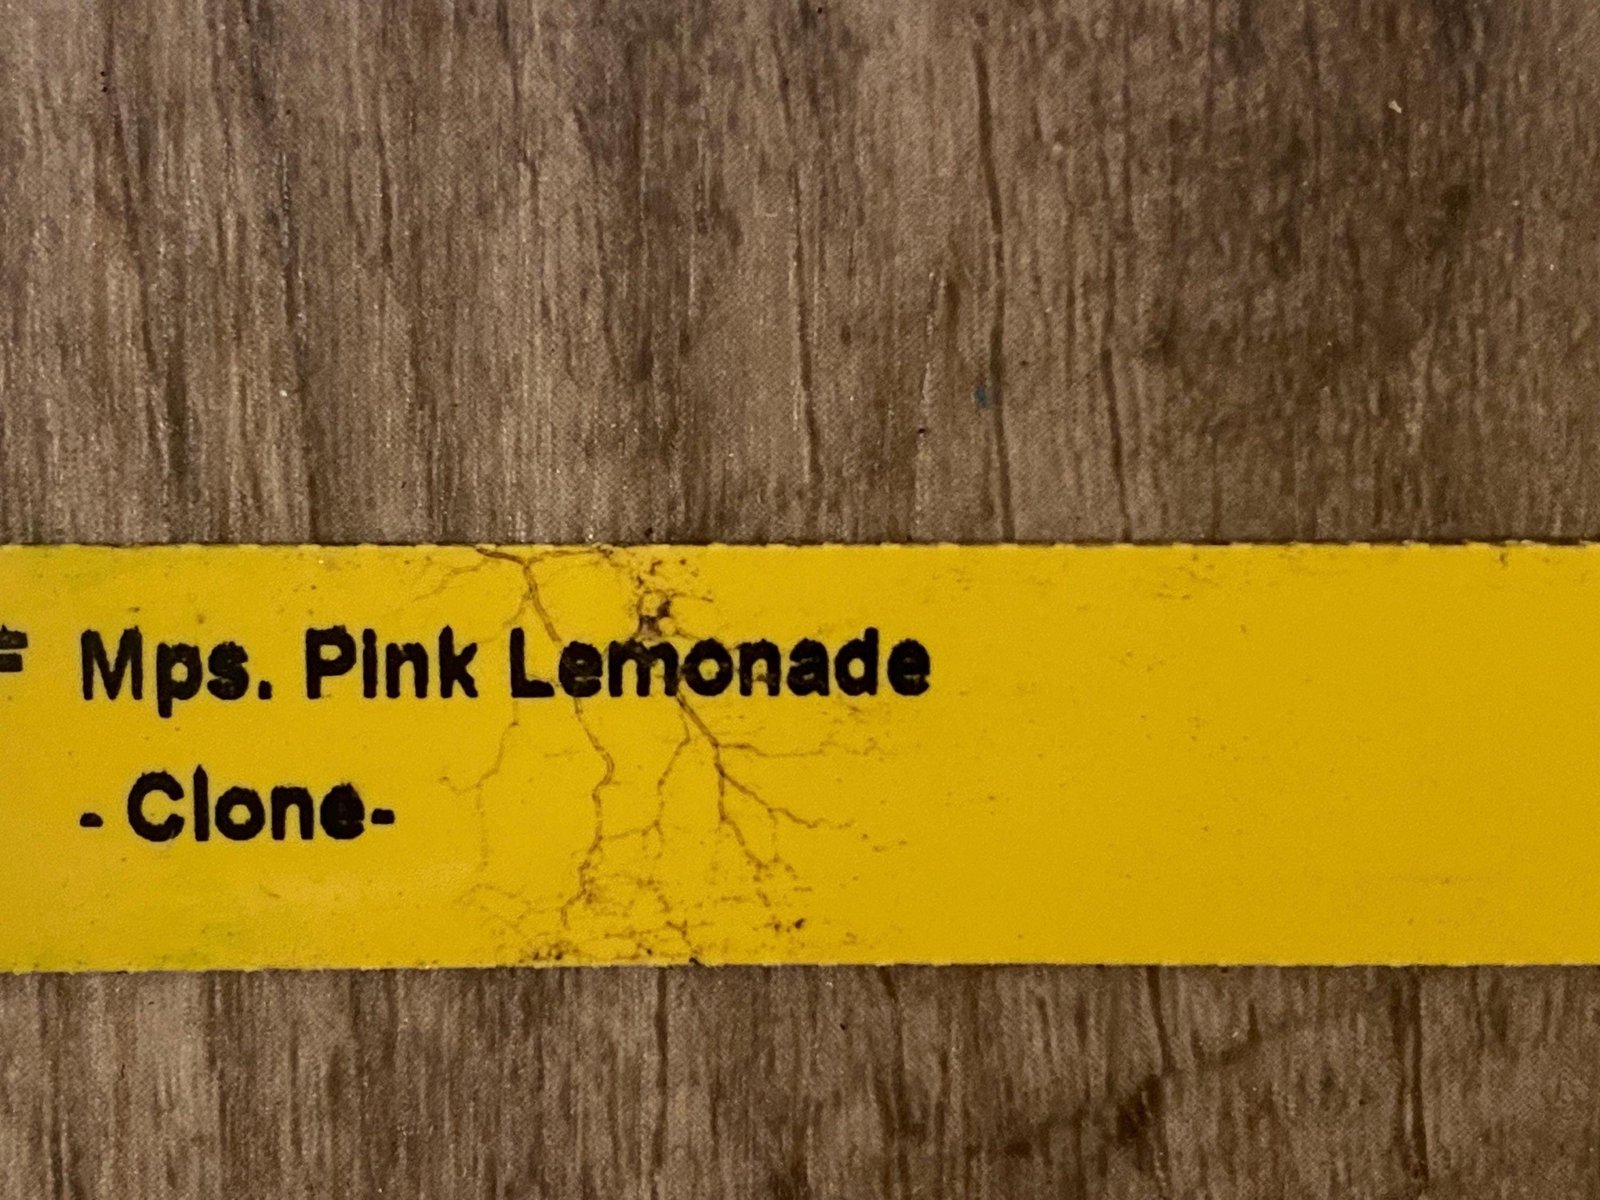 Mps. Pink Lemonade
- Clone-